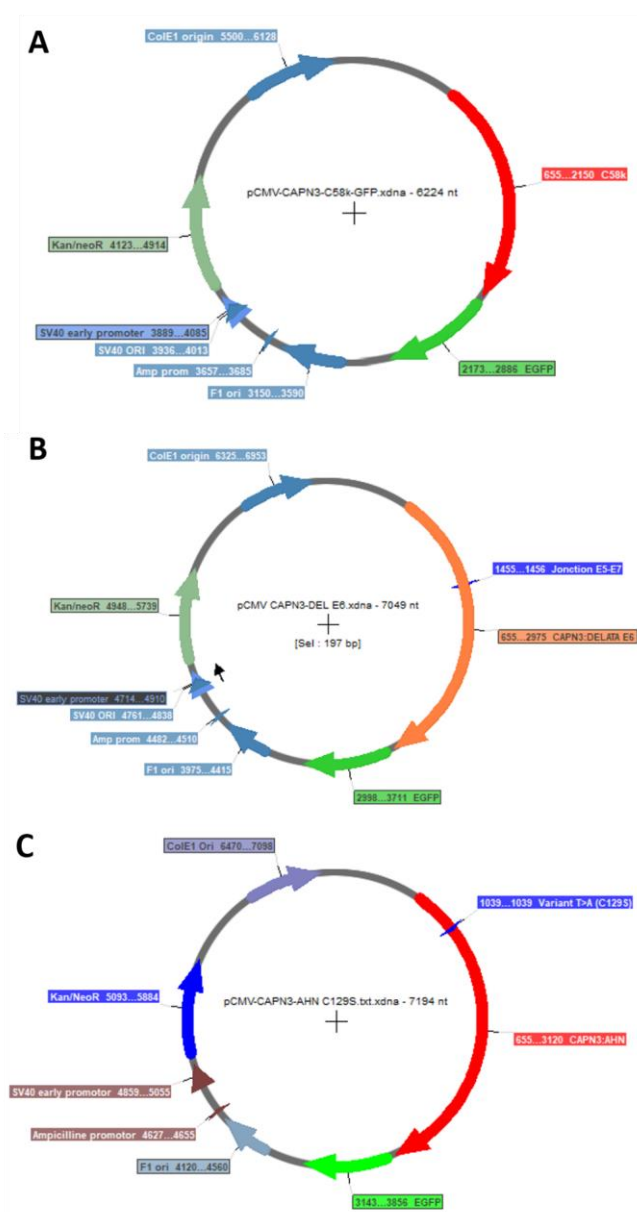 A
ColE1 origin 5500...6128
655...2150 C58k
pCMV-CAPN3-C58k-GFP.xdna - 6224 nt
Kan/neoR 4123...4914
SV40 early promoter 3889...4085
SV40 ORI 3936...4013
Amp prom 3657...3685
F1 ori 3150...3590
2173...2886 EGFP
B
ColE1 origin 6325...6953
1455...1456 Jonction E5-E7
pCMV CAPN3-DEL E6.xdna - 7049 nt
Kan/neoR 4948...5739
655...2975 CAPN3:DELATA E6
[Sel : 197 bp]
SV40 early promoter 4714...4910
SV40 ORI 4761...4838
Amp prom 4482...4510
F1 ori 3975...4415
2998...3711 EGFP
C
ColE1 Ori 6470...7098
1039...1039 Variant T>A (C129S)
Kan/NeoR 5093...5884
pCMV-CAPN3-AHN C129S.txt.xdna - 7194 nt
655...3120 CAPN3:AHN
SV40 early promotor 4859...5055
Ampicilline promotor 4627...4655
F1 ori 4120...4560
3143...3856 EGFP